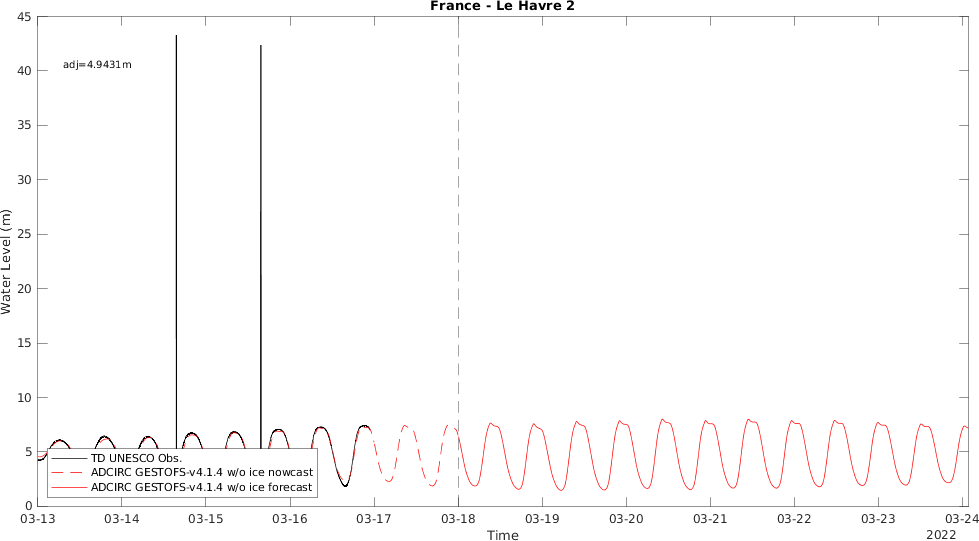 France - Le Havre 2
45
adj=4.9431m
40
35
30
25
Water Level (m)
20
15
10
5
TD UNESCO Obs.
ADCIRC GESTOFS-v4.1.4 w/o ice nowcast
ADCIRC GESTOFS-v4.1.4 w/o ice forecast
0
03-13 03-14 03-15 03-16 03-17 03-18 03-19 03-20 03-21 03-22 03-23 03-24
Time
2022